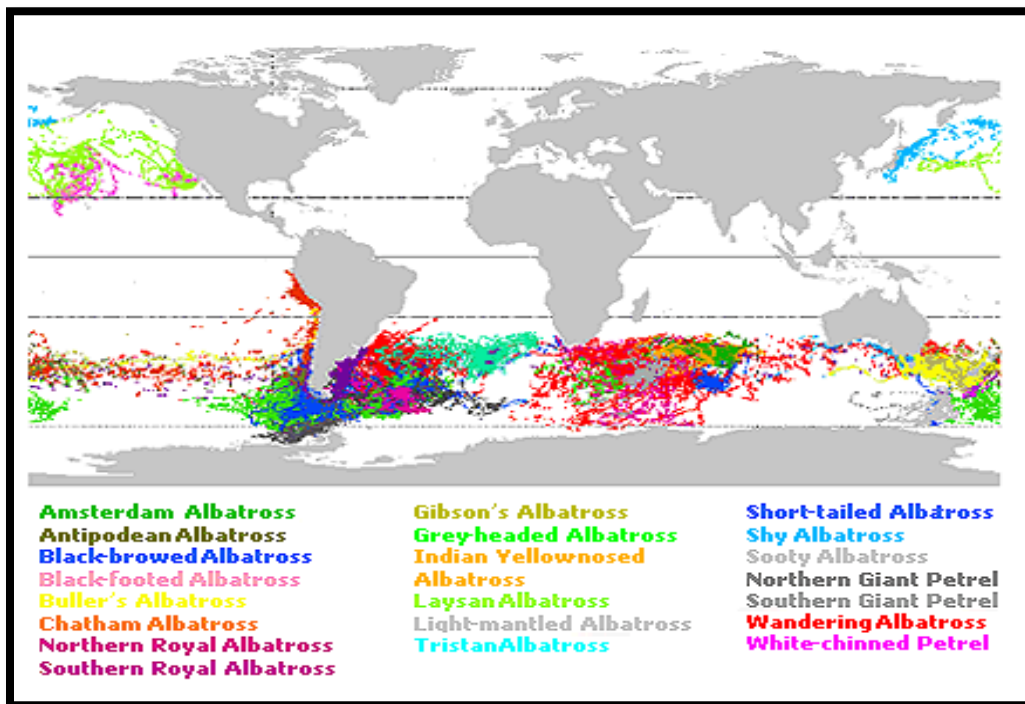 Amsterdam Albatross
Antipodean Albatross
Black-browed Albatross
Black-footed Albatross
Buller's Albatross
Chatham Albatross
Northern Royal Albatross
Southern Royal Albatross
Gibson's Albatross
Grey-headed Albatross
Indian Yellownosed
Albatross
Laysan Albatross
Light-mantled Albatross
Tristan Albatross
Short-tailed Albatross
Shy Albatross
Sooty Albatross
Northern Giant Petrel
Southern Giant Petrel
Wandering Albatross
White-chinned Petrel